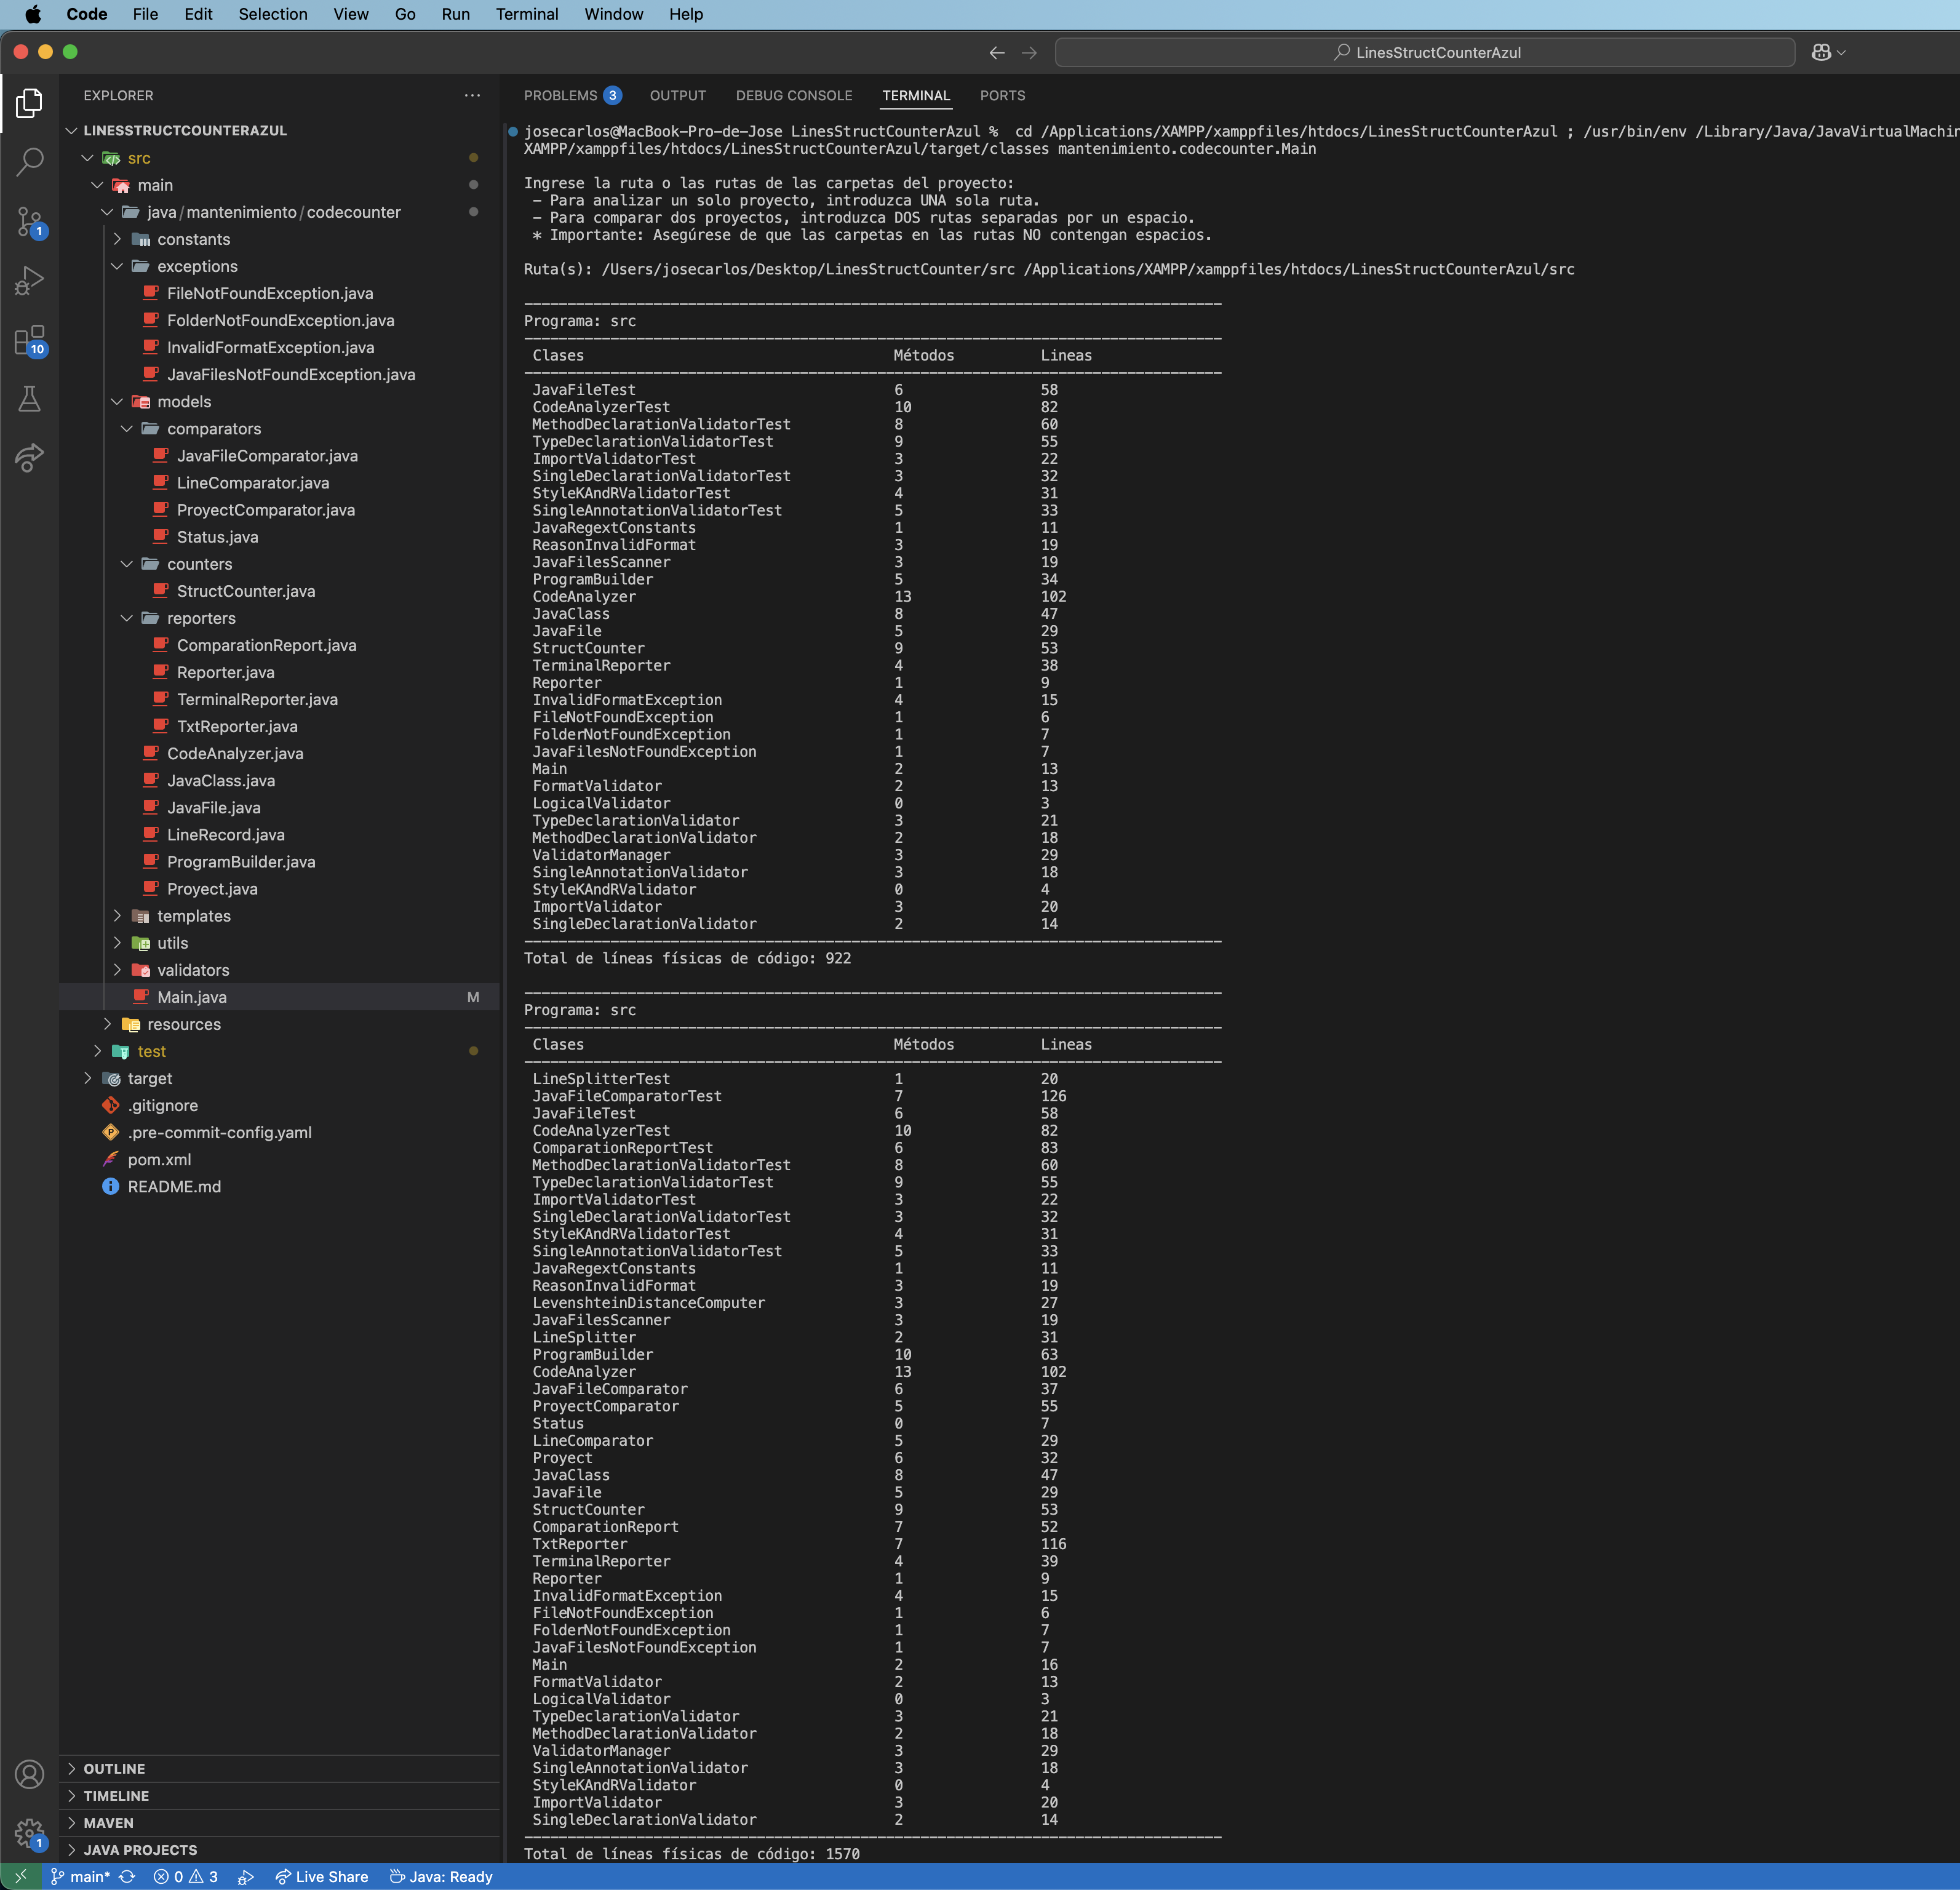 Code File Edit Selection View Go Run Terminal Window Help
LinesStructCounterAzul
EXPLORER
LINESSTRUCTCOUNTERAZUL
src
main
java/mantenimiento/codecounter
constants
exceptions
FileNotFoundException.java
FolderNotFoundException.java
InvalidFormatException.java
JavaFilesNotFoundException.java
models
comparators
JavaFileComparator.java
LineComparator.java
ProyectComparator.java
Status.java
counters
StructCounter.java
reporters
ComparationReport.java
Reporter.java
TerminalReporter.java
TxtReporter.java
CodeAnalyzer.java
JavaClass.java
JavaFile.java
LineRecord.java
ProgramBuilder.java
Proyect.java
templates
utils
validators
Main.java M
resources
test
target
.gitignore
.pre-commit-config.yaml
pom.xml
README.md
OUTLINE
TIMELINE
MAVEN
JAVA PROJECTS
1
10
1
PROBLEMS 3 OUTPUT DEBUG CONSOLE TERMINAL PORTS
josecarlos@MacBook-Pro-de-Jose LinesStructCounterAzul % cd /Applications/XAMPP/xamppfiles/htdocs/LinesStructCounterAzul ; /usr/bin/env /Library/Java/JavaVirtualMachin
XAMPP/xamppfiles/htdocs/LinesStructCounterAzul/target/classes mantenimiento.codecounter.Main
Ingrese la ruta o las rutas de las carpetas del proyecto:
- Para analizar un solo proyecto, introduzca UNA sola ruta.
- Para comparar dos proyectos, introduzca DOS rutas separadas por un espacio.
* Importante: Asegúrese de que las carpetas en las rutas NO contengan espacios.
Ruta(s): /Users/josecarlos/Desktop/LinesStructCounter/src /Applications/XAMPP/xamppfiles/htdocs/LinesStructCounterAzul/src
Programa: src
Clases Métodos Lineas
JavaFileTest 6 58
CodeAnalyzerTest 10 82
MethodDeclarationValidatorTest 8 60
TypeDeclarationValidatorTest 9 55
ImportValidatorTest 3 22
SingleDeclarationValidatorTest 3 32
StyleKAndRValidatorTest 4 31
SingleAnnotationValidatorTest 5 33
JavaRegextConstants 1 11
ReasonInvalidFormat 3 19
JavaFilesScanner 3 19
ProgramBuilder 5 34
CodeAnalyzer 13 102
JavaClass 8 47
JavaFile 5 29
StructCounter 9 53
TerminalReporter 4 38
Reporter 1 9
InvalidFormatException 4 15
FileNotFoundException 1 6
FolderNotFoundException 1 7
JavaFilesNotFoundException 1 7
Main 2 13
FormatValidator 2 13
LogicalValidator 0 3
TypeDeclarationValidator 3 21
MethodDeclarationValidator 2 18
ValidatorManager 3 29
SingleAnnotationValidator 3 18
StyleKAndRValidator 0 4
ImportValidator 3 20
SingleDeclarationValidator 2 14
Total de líneas físicas de código: 922
Programa: src
Clases Métodos Lineas
LineSplitterTest 1 20
JavaFileComparatorTest 7 126
JavaFileTest 6 58
CodeAnalyzerTest 10 82
ComparationReportTest 6 83
MethodDeclarationValidatorTest 8 60
TypeDeclarationValidatorTest 9 55
ImportValidatorTest 3 22
SingleDeclarationValidatorTest 3 32
StyleKAndRValidatorTest 4 31
SingleAnnotationValidatorTest 5 33
JavaRegextConstants 1 11
ReasonInvalidFormat 3 19
LevenshteinDistanceComputer 3 27
JavaFilesScanner 3 19
LineSplitter 2 31
ProgramBuilder 10 63
CodeAnalyzer 13 102
JavaFileComparator 6 37
ProyectComparator 5 55
Status 0 7
LineComparator 5 29
Proyect 6 32
JavaClass 8 47
JavaFile 5 29
StructCounter 9 53
ComparationReport 7 52
TxtReporter 7 116
TerminalReporter 4 39
Reporter 1 9
InvalidFormatException 4 15
FileNotFoundException 1 6
FolderNotFoundException 1 7
JavaFilesNotFoundException 1 7
Main 2 16
FormatValidator 2 13
LogicalValidator 0 3
TypeDeclarationValidator 3 21
MethodDeclarationValidator 2 18
ValidatorManager 3 29
SingleAnnotationValidator 3 18
StyleKAndRValidator 0 4
ImportValidator 3 20
SingleDeclarationValidator 2 14
Total de líneas físicas de código: 1570
main* 0 3 Live Share Java: Ready